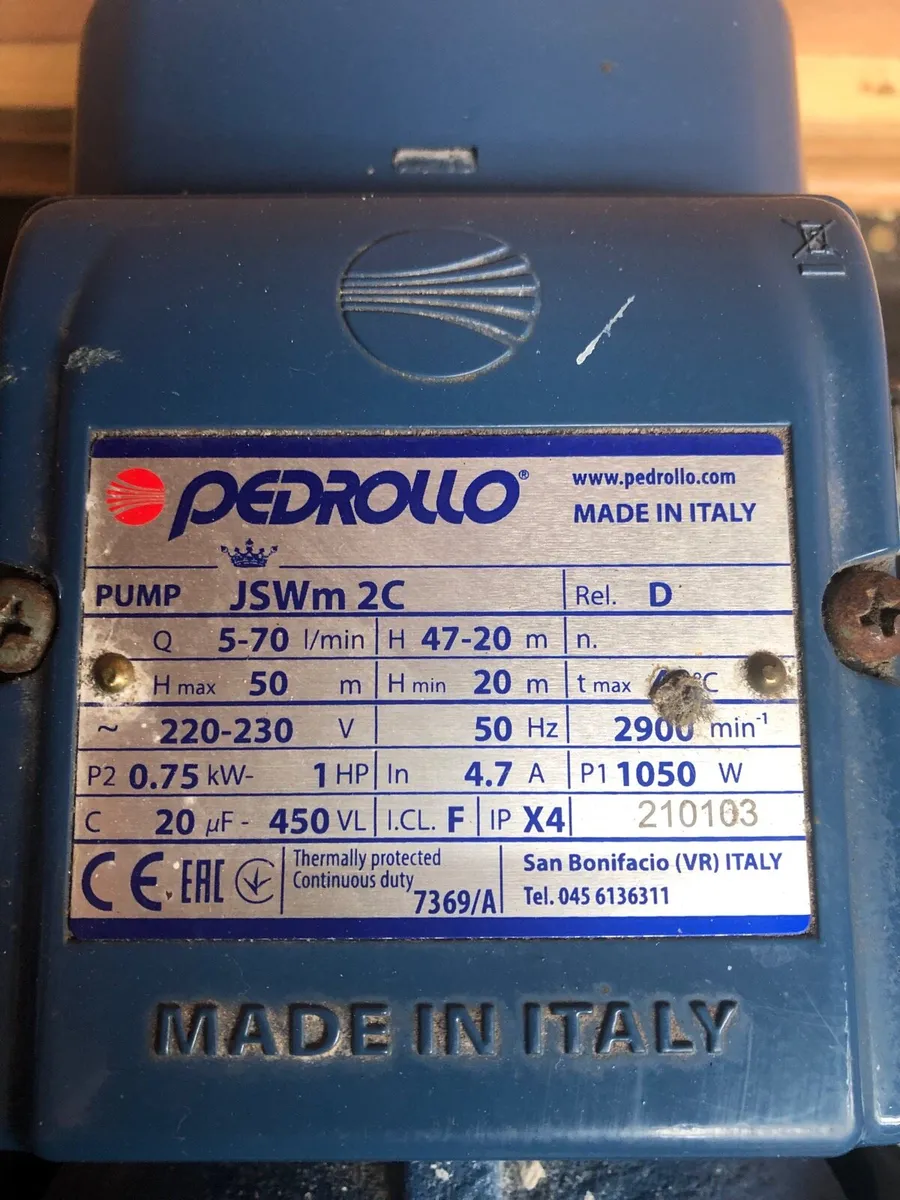 PEDROLLO®
www.pedrollo.com
MADE IN ITALY
PUMP JSWm 2C Rel. D
Q 5-70 l/min H 47-20 m n.
H max 50 m H min 20 m t max °C
~ 220-230 V 50 Hz 2900 min-1
P2 0.75 kW- 1 HP In 4.7 A P1 1050 W
C 20 µF - 450 VL I.CL. F IP X4 210103
CE EAC Thermally protected
Continuous duty
7369/A
San Bonifacio (VR) ITALY
Tel. 045 6136311
MADE IN ITALY